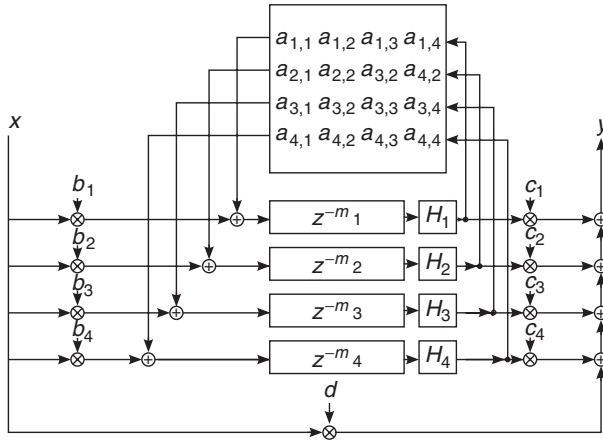 a1,1 a1,2 a1,3 a1,4
a2,1 a2,2 a3,2 a4,2
a3,1 a3,2 a3,3 a3,4
a4,1 a4,2 a4,3 a4,4
x
y
b1
c1
z−m1
H1
b2
c2
z−m2
H2
b3
c3
z−m3
H3
b4
c4
z−m4
H4
d